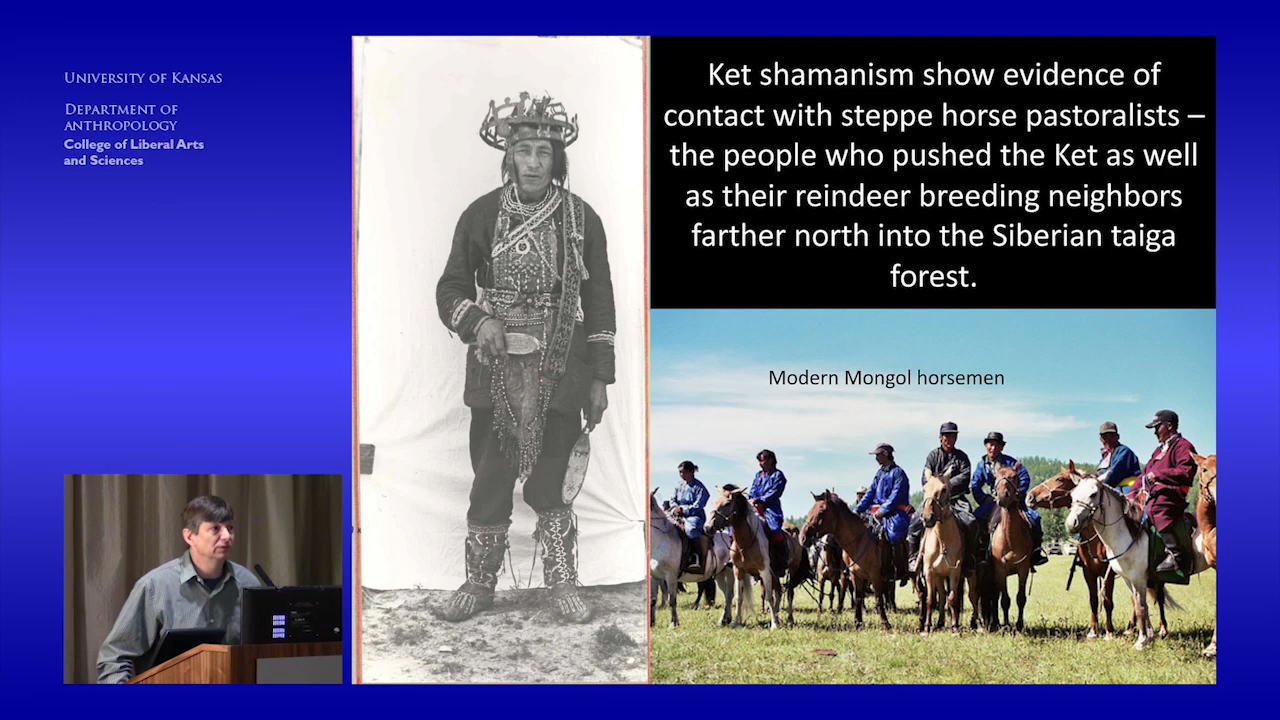 UNIVERSITY OF KANSAS
DEPARTMENT OF
ANTHROPOLOGY
College of Liberal Arts
and Sciences
Ket shamanism show evidence of
contact with steppe horse pastoralists –
the people who pushed the Ket as well
as their reindeer breeding neighbors
farther north into the Siberian taiga
forest.
Modern Mongol horsemen